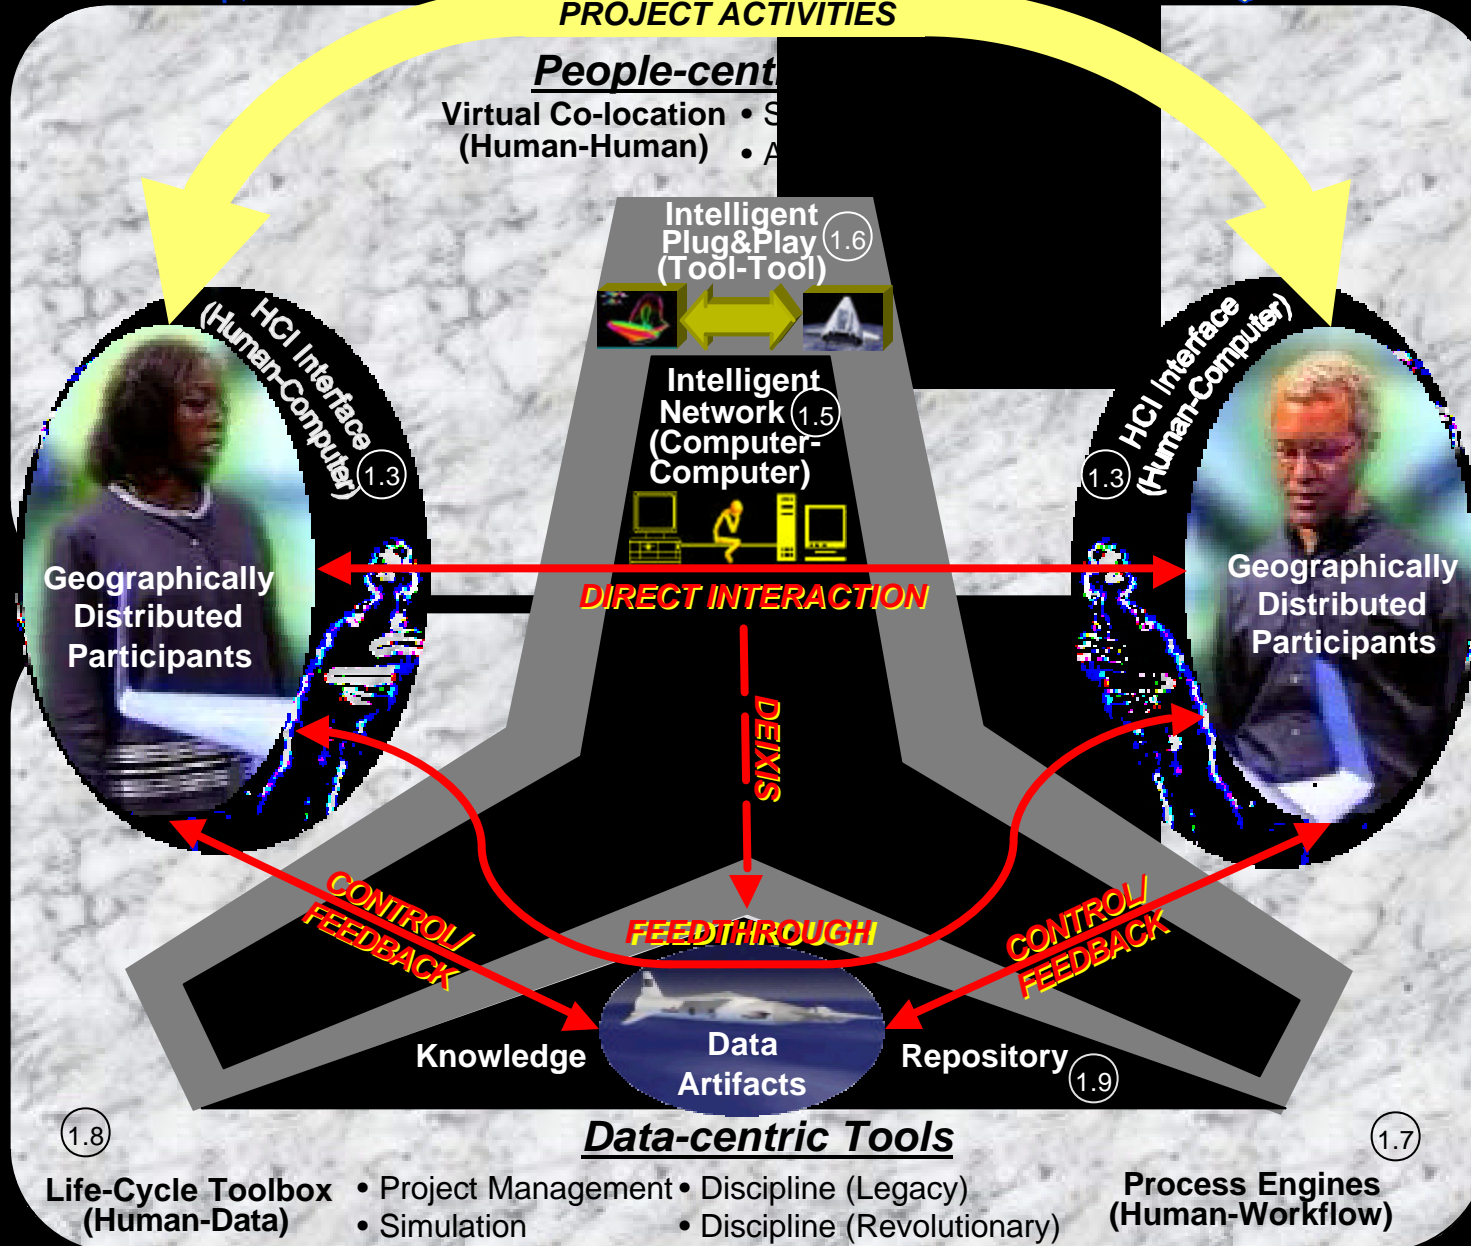 PROJECT ACTIVITIES
People-cent
Virtual Co-location
(Human-Human)
• S
• A
Intelligent
Plug&Play
(Tool-Tool)
1.6
HCI Interface
(Human-Computer)
1.3
Intelligent
Network
(Computer-
Computer)
1.5
HCI Interface
(Human-Computer)
1.3
Geographically
Distributed
Participants
DIRECT INTERACTION
Geographically
Distributed
Participants
DEIXIS
CONTROL/
FEEDBACK
FEEDTHROUGH
CONTROL/
FEEDBACK
Knowledge
Data
Artifacts
Repository
1.9
1.8
Data-centric Tools
1.7
Life-Cycle Toolbox
(Human-Data)
• Project Management
• Simulation
• Discipline (Legacy)
• Discipline (Revolutionary)
Process Engines
(Human-Workflow)